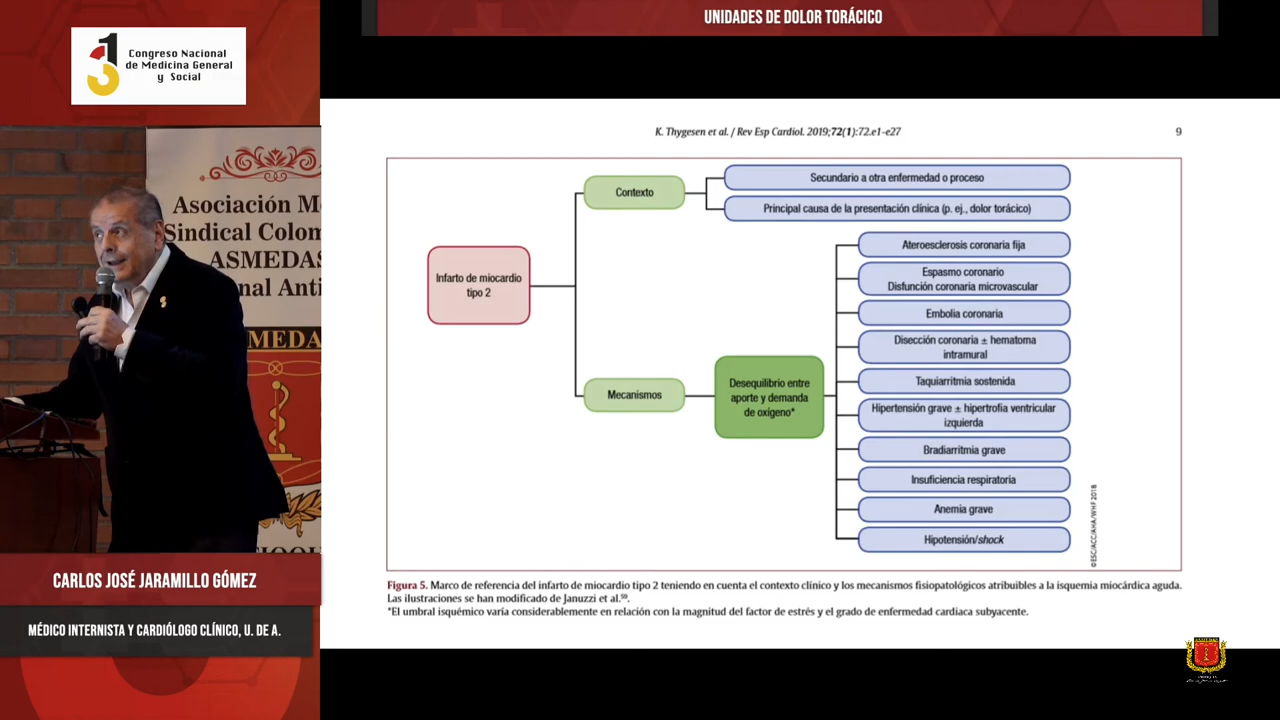 UNIDADES DE DOLOR TORÁCICO
31
Congreso Nacional
de Medicina General
y Social
Asociación M
Sindical Colom
ASMEDAS
nal Anti
MEDA
K. Thygesen et al. / Rev Esp Cardiol. 2019;72(1):72.e1-e27
9
Infarto de miocardio
tipo 2
Contexto
Secundario a otra enfermedad o proceso
Principal causa de la presentación clínica (p. ej., dolor torácico)
Mecanismos
Desequilibrio entre
aporte y demanda
de oxígeno*
Ateroesclerosis coronaria fija
Espasmo coronario
Disfunción coronaria microvascular
Embolia coronaria
Disección coronaria ± hematoma
intramural
Taquiarritmia sostenida
Hipertensión grave ± hipertrofia ventricular
izquierda
Bradiarritmia grave
Insuficiencia respiratoria
Anemia grave
Hipotensión/shock
©ESC/ACC/AHA/WHF 2018
Figura 5. Marco de referencia del infarto de miocardio tipo 2 teniendo en cuenta el contexto clínico y los mecanismos fisiopatológicos atribuibles a la isquemia miocárdica aguda.
Las ilustraciones se han modificado de Januzzi et al.⁵⁹.
*El umbral isquémico varía considerablemente en relación con la magnitud del factor de estrés y el grado de enfermedad cardiaca subyacente.
CARLOS JOSÉ JARAMILLO GÓMEZ
MÉDICO INTERNISTA Y CARDIÓLOGO CLÍNICO, U. DE A.
ASMEDAS